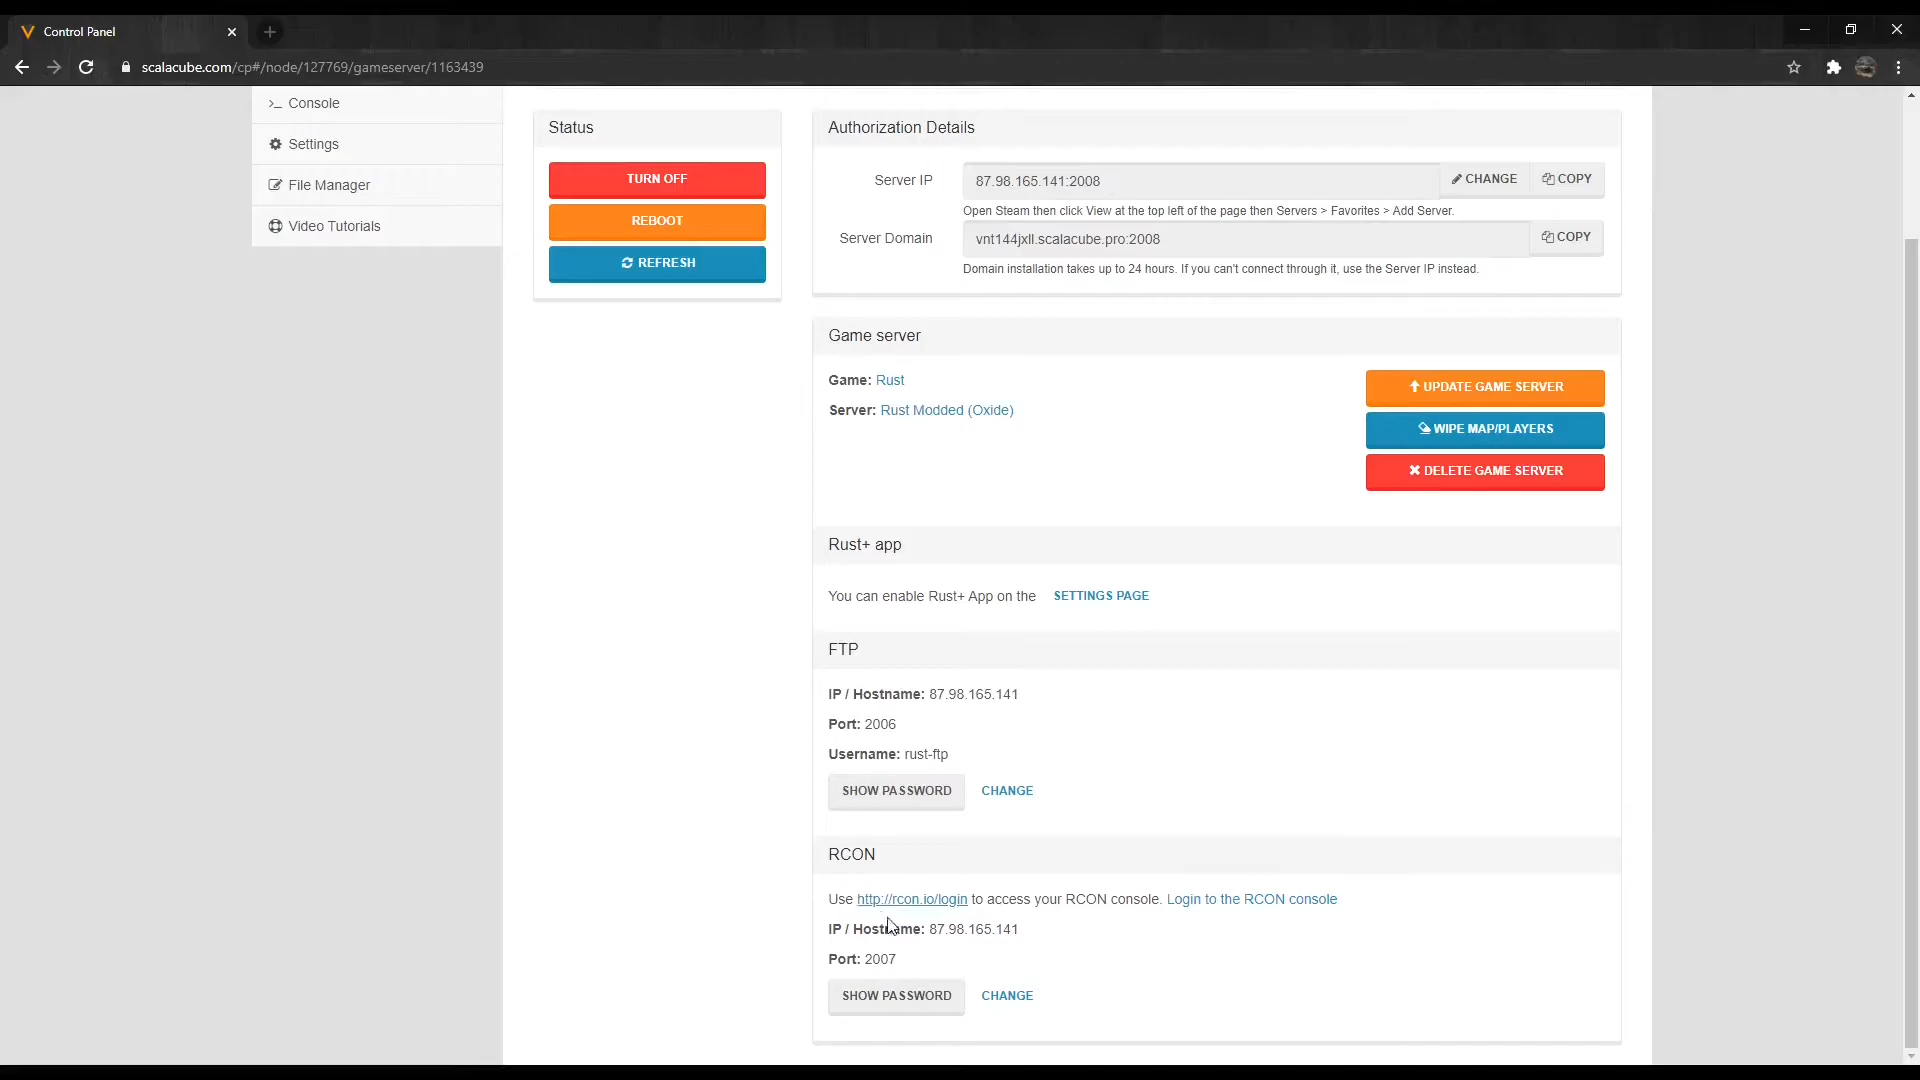 Control Panel
scalacube.com/cp#/node/127769/gameserver/1163439
Console
Settings
File Manager
Video Tutorials
Status
TURN OFF
REBOOT
REFRESH
Authorization Details
Server IP 87.98.165.141:2008 CHANGE COPY
Open Steam then click View at the top left of the page then Servers > Favorites > Add Server.
Server Domain vnt144jxll.scalacube.pro:2008 COPY
Domain installation takes up to 24 hours. If you can't connect through it, use the Server IP instead.
Game server
Game: Rust
Server: Rust Modded (Oxide)
UPDATE GAME SERVER
WIPE MAP/PLAYERS
DELETE GAME SERVER
Rust+ app
You can enable Rust+ App on the SETTINGS PAGE
FTP
IP / Hostname: 87.98.165.141
Port: 2006
Username: rust-ftp
SHOW PASSWORD CHANGE
RCON
Use http://rcon.io/login to access your RCON console. Login to the RCON console
IP / Hostname: 87.98.165.141
Port: 2007
SHOW PASSWORD CHANGE